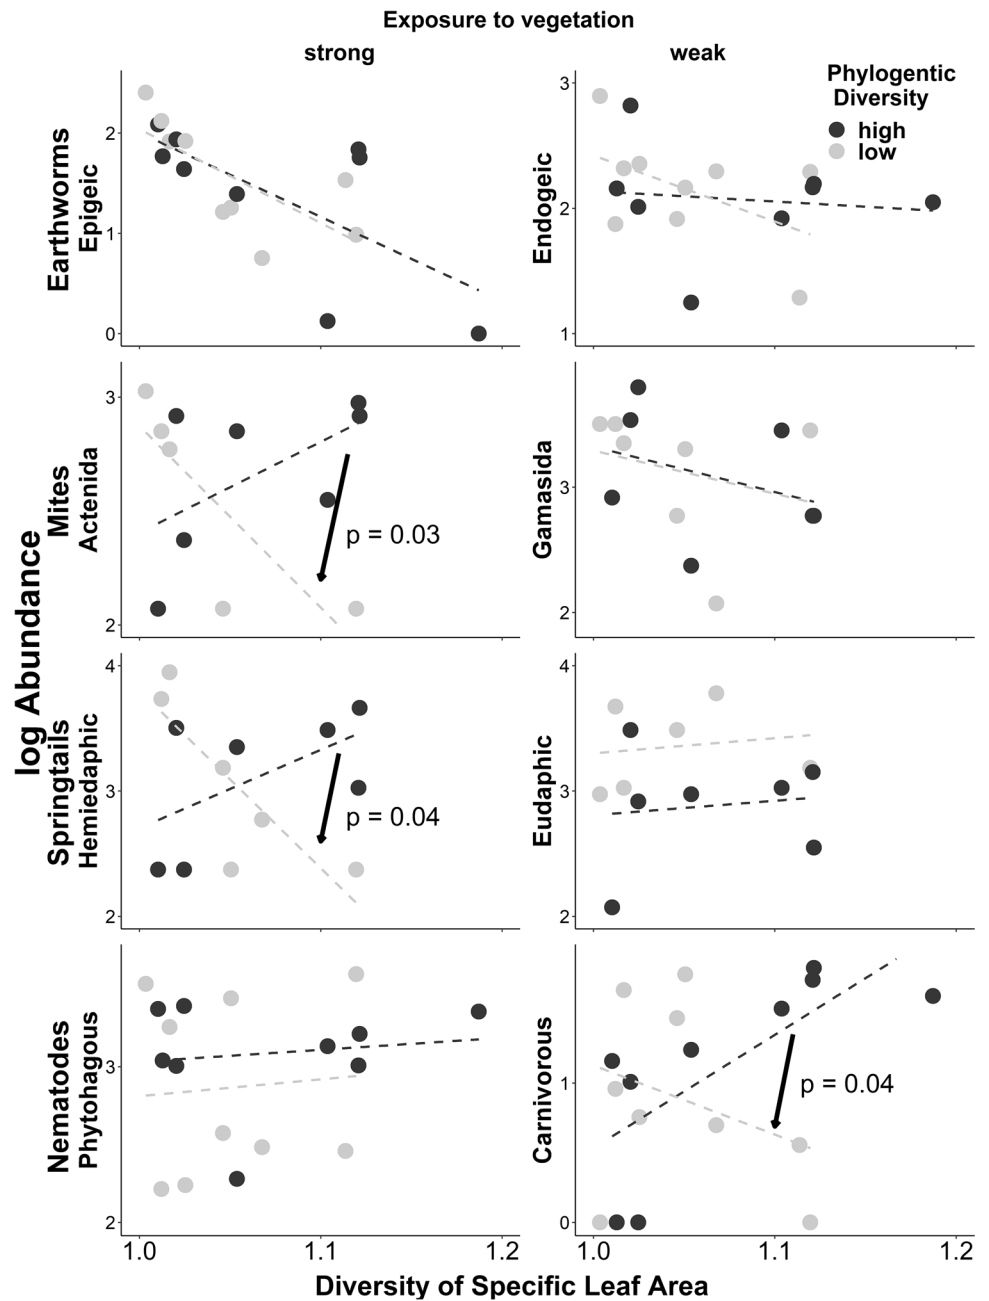 Exposure to vegetation
strong
weak
Phylogentic
Diversity
high
low
log Abundance
Earthworms
Epigeic
2
1
0
Endogeic
3
2
1
Mites
Actenida
3
2
p = 0.03
Gamasida
3
2
Springtails
Hemiedaphic
4
3
2
p = 0.04
Eudaphic
4
3
2
Nematodes
Phytohagous
3
2
1.0 1.1 1.2
Carnivorous
1
0
p = 0.04
1.0 1.1 1.2
Diversity of Specific Leaf Area